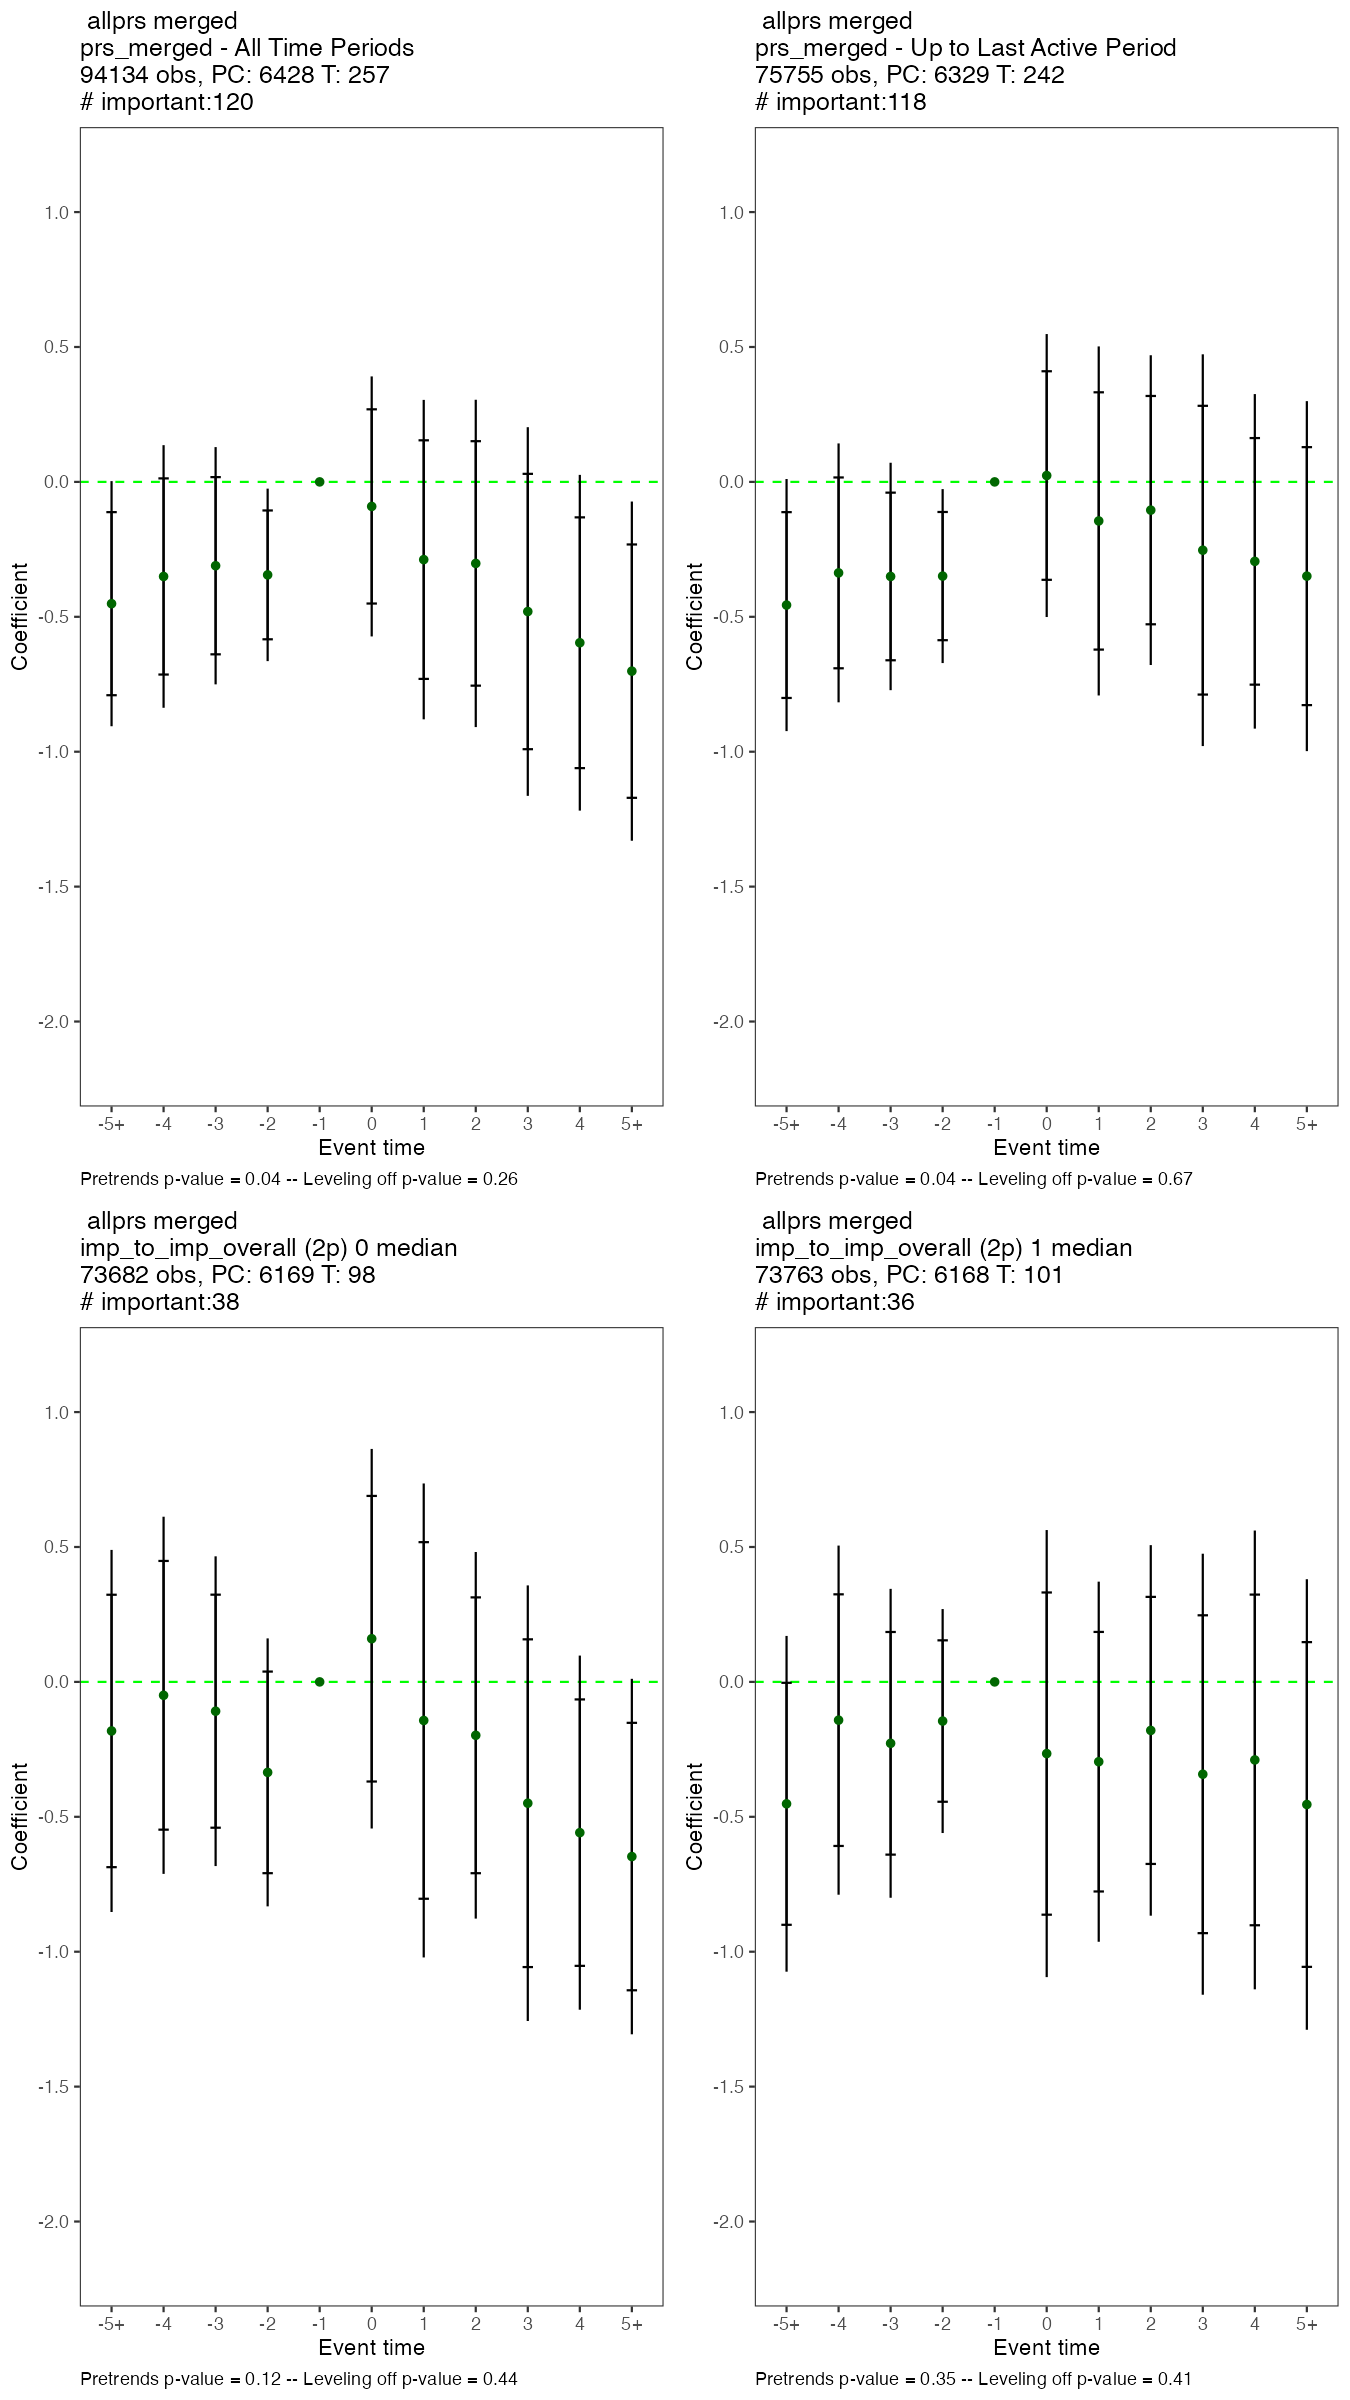 allprs merged
prs_merged - All Time Periods
94134 obs, PC: 6428 T: 257
# important:120
1.0
0.5
0.0
-0.5
-1.0
-1.5
-2.0
Coefficient
-5+ -4 -3 -2 -1 0 1 2 3 4 5+
Event time
Pretrends p-value = 0.04 -- Leveling off p-value = 0.26
allprs merged
prs_merged - Up to Last Active Period
75755 obs, PC: 6329 T: 242
# important:118
1.0
0.5
0.0
-0.5
-1.0
-1.5
-2.0
Coefficient
-5+ -4 -3 -2 -1 0 1 2 3 4 5+
Event time
Pretrends p-value = 0.04 -- Leveling off p-value = 0.67
allprs merged
imp_to_imp_overall (2p) 0 median
73682 obs, PC: 6169 T: 98
# important:38
1.0
0.5
0.0
-0.5
-1.0
-1.5
-2.0
Coefficient
-5+ -4 -3 -2 -1 0 1 2 3 4 5+
Event time
Pretrends p-value = 0.12 -- Leveling off p-value = 0.44
allprs merged
imp_to_imp_overall (2p) 1 median
73763 obs, PC: 6168 T: 101
# important:36
1.0
0.5
0.0
-0.5
-1.0
-1.5
-2.0
Coefficient
-5+ -4 -3 -2 -1 0 1 2 3 4 5+
Event time
Pretrends p-value = 0.35 -- Leveling off p-value = 0.41